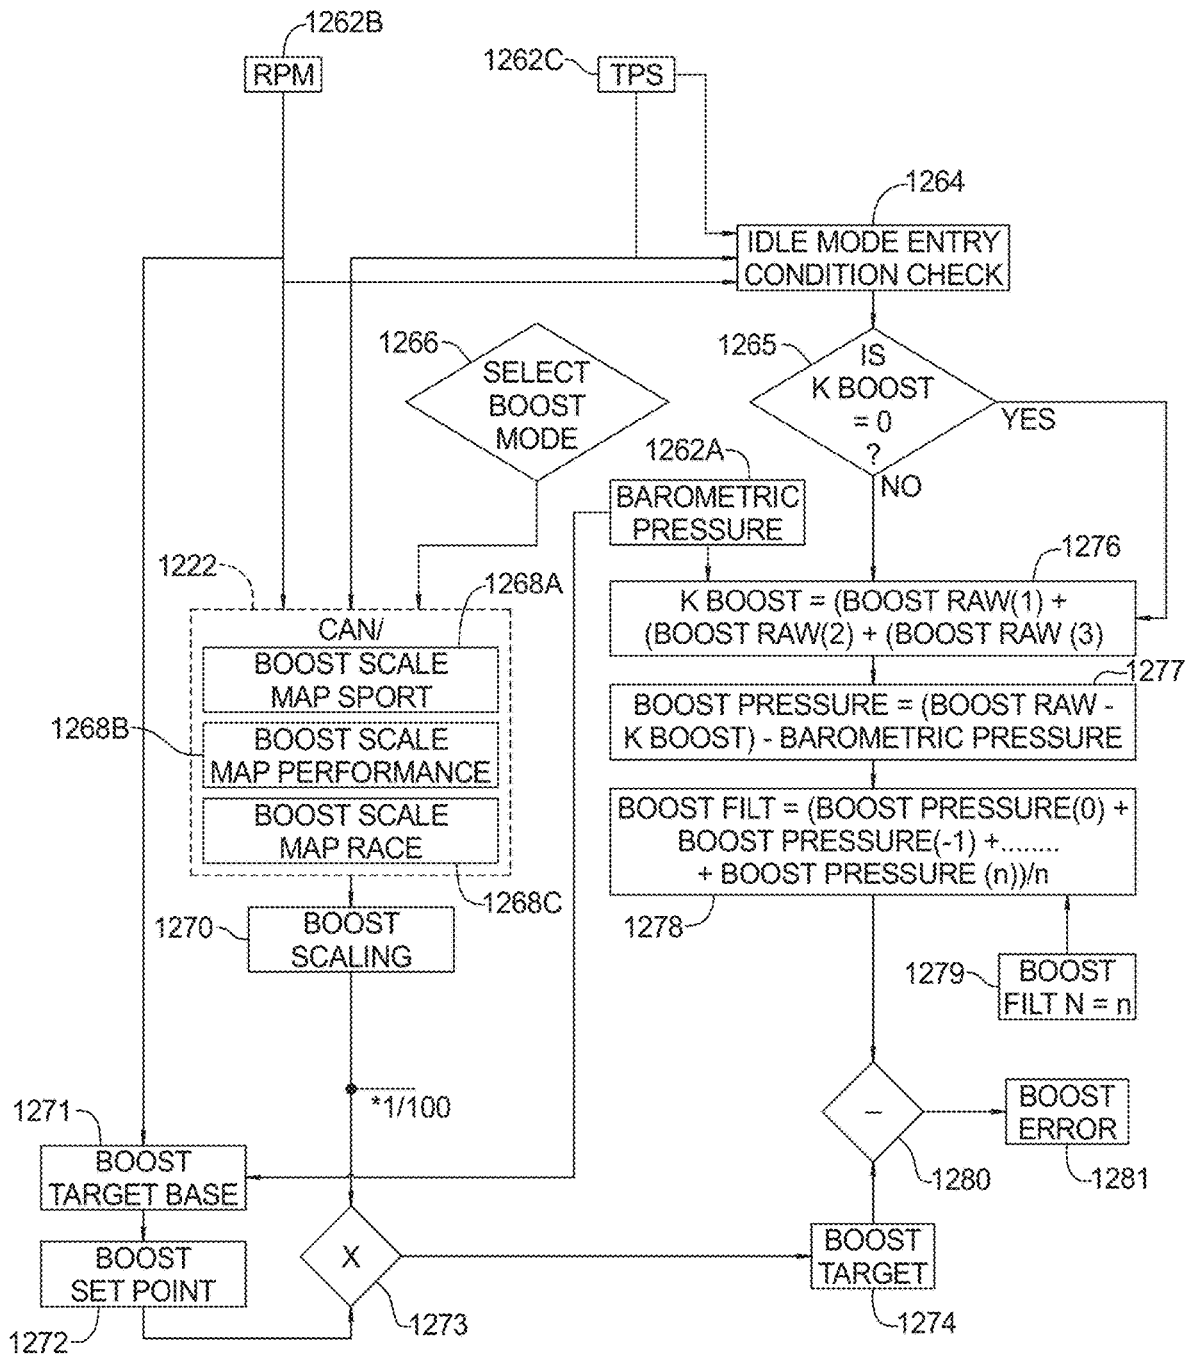 1262B
RPM
1262C
TPS
1264
IDLE MODE ENTRY
CONDITION CHECK
1266
SELECT
BOOST
MODE
1265
IS
K BOOST
= 0
?
YES
NO
1262A
BAROMETRIC
PRESSURE
1276
K BOOST = (BOOST RAW(1) +
(BOOST RAW(2) + (BOOST RAW (3)
1222
1268A
CAN/
BOOST SCALE
MAP SPORT
1268B
BOOST SCALE
MAP PERFORMANCE
BOOST SCALE
MAP RACE
1268C
1277
BOOST PRESSURE = (BOOST RAW -
K BOOST) - BAROMETRIC PRESSURE
BOOST FILT = (BOOST PRESSURE(0) +
BOOST PRESSURE(-1) +........
+ BOOST PRESSURE (n))/n
1278
1270
BOOST
SCALING
1279
BOOST
FILT N = n
*1/100
1271
BOOST
TARGET BASE
–
1280
BOOST
ERROR
1281
BOOST
SET POINT
1272
X
1273
BOOST
TARGET
1274